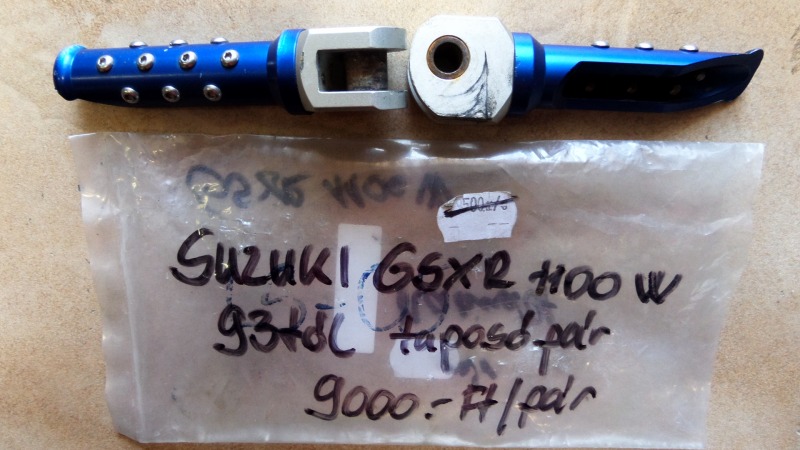 SUZUKI GSXR 1100 W
93tól taposó pár
9000.- Ft/pár